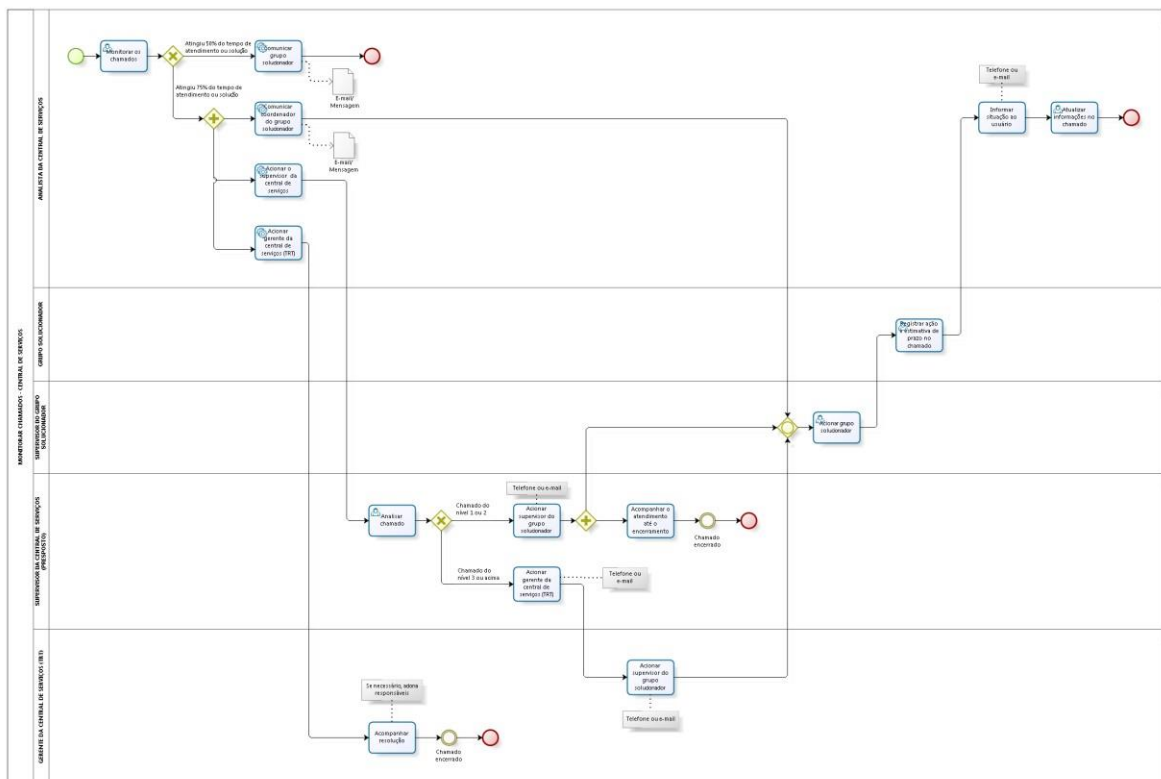 MONITORAR CHAMADOS - CENTRAL DE SERVIÇOS
ANALISTA DA CENTRAL DE SERVIÇOS
Monitorar os
chamados
Atingiu 50% do tempo de
atendimento ou solução
Comunicar
grupo
solucionador
E-mail/
Mensagem
Atingiu 75% do tempo de
atendimento ou solução
Comunicar
coordenador
do grupo
solucionador
E-mail/
Mensagem
Acionar o
supervisor da
central de
serviços
Acionar
gerente da
central de
serviços (TRT)
Telefone ou
e-mail
Informar
situação ao
usuário
Atualizar
informações no
chamado
GRUPO SOLUCIONADOR
Registrar ação
e estimativa de
prazo no
chamado
SUPERVISOR DO GRUPO
SOLUCIONADOR
Acionar grupo
solucionador
SUPERVISOR DA CENTRAL DE SERVIÇOS
(PRESPOSTO)
Analisar
chamado
Chamado do
nível 1 ou 2
Telefone ou e-mail
Acionar
supervisor do
grupo
solucionador
Acompanhar o
atendimento
até o
encerramento
Chamado
encerrado
Chamado do
nível 3 ou acima
Acionar
gerente da
central de
serviços (TRT)
Telefone ou
e-mail
GERENTE DA CENTRAL DE SERVIÇOS (TRT)
Acionar
supervisor do
grupo
solucionador
Telefone ou e-mail
Se necessário, aciona
responsáveis
Acompanhar
resolução
Chamado
encerrado